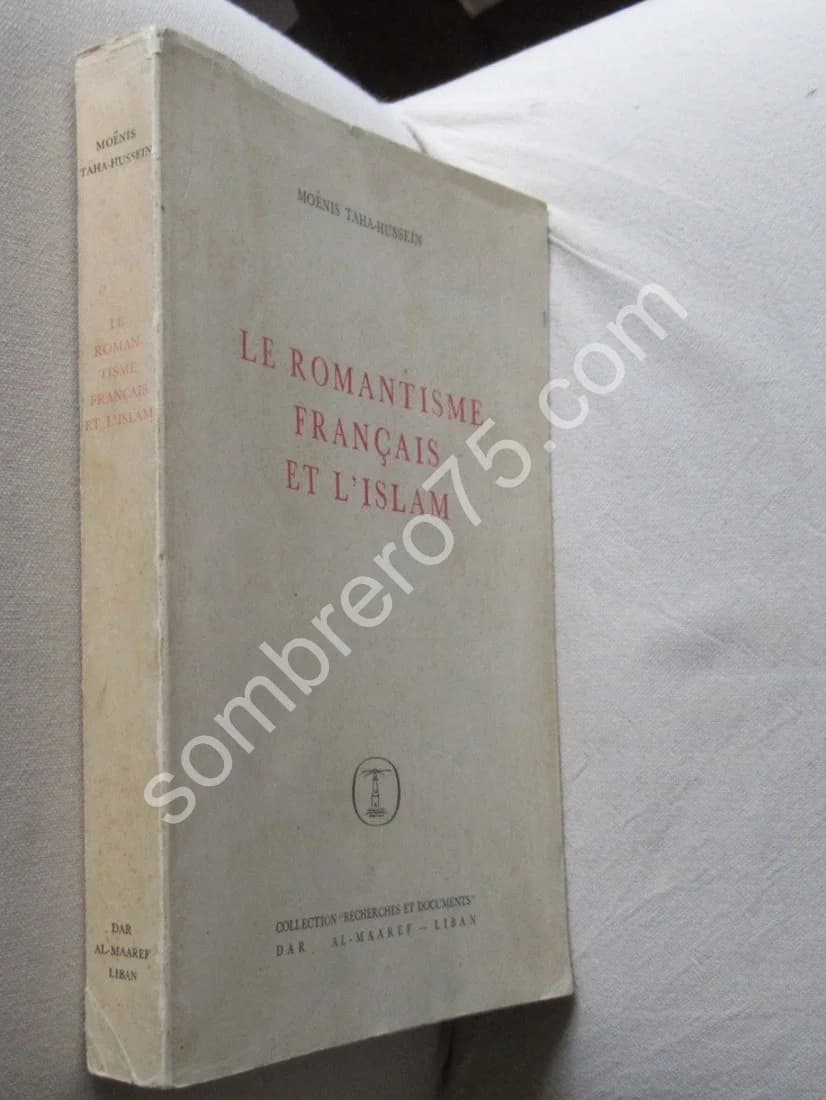 MOËNIS
TAHA-HUSSEIN
LE
ROMAN-
TISME
FRANÇAIS
ET L'ISLAM
DAR
AL-MAAREF
LIBAN
MOËNIS TAHA-HUSSEIN
LE ROMANTISME
FRANÇAIS
ET L'ISLAM
COLLECTION "RECHERCHES ET DOCUMENTS"
DAR AL-MAAREF - LIBAN
sombrero75.com